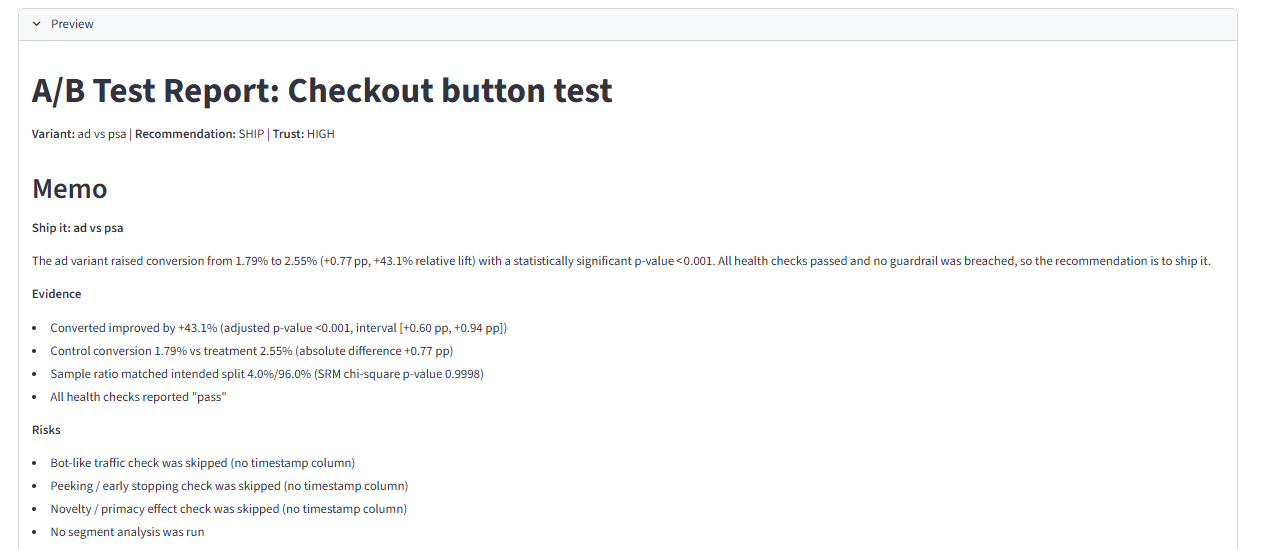 Preview
A/B Test Report: Checkout button test
Variant: ad vs psa | Recommendation: SHIP | Trust: HIGH
Memo
Ship it: ad vs psa
The ad variant raised conversion from 1.79% to 2.55% (+0.77 pp, +43.1% relative lift) with a statistically significant p-value<0.001. All health checks passed and no guardrail was breached, so the recommendation is to ship it.
Evidence
• Converted improved by +43.1% (adjusted p-value <0.001, interval [+0.60 pp, +0.94 pp])
• Control conversion 1.79% vs treatment 2.55% (absolute difference +0.77 pp)
• Sample ratio matched intended split 4.0%/96.0% (SRM chi-square p-value 0.9998)
• All health checks reported "pass"
Risks
• Bot-like traffic check was skipped (no timestamp column)
• Peeking / early stopping check was skipped (no timestamp column)
• Novelty / primacy effect check was skipped (no timestamp column)
• No segment analysis was run